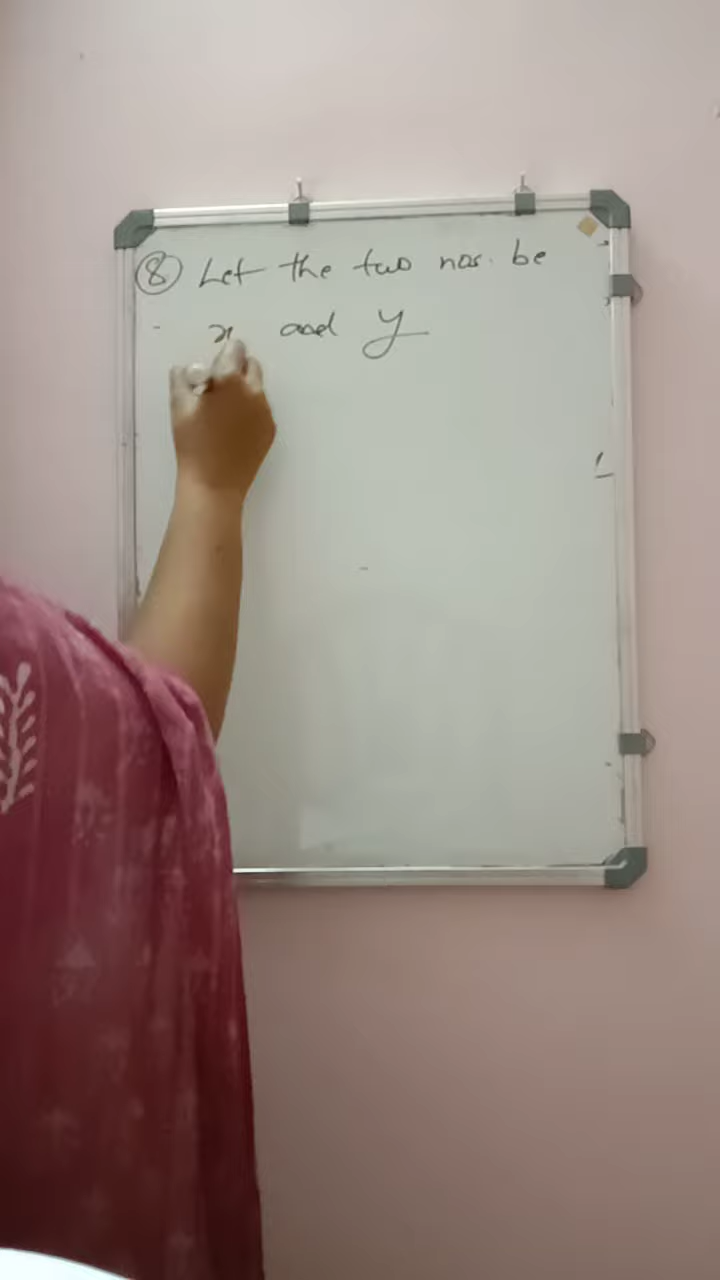 ⑧ Let the two nos. be
x and y